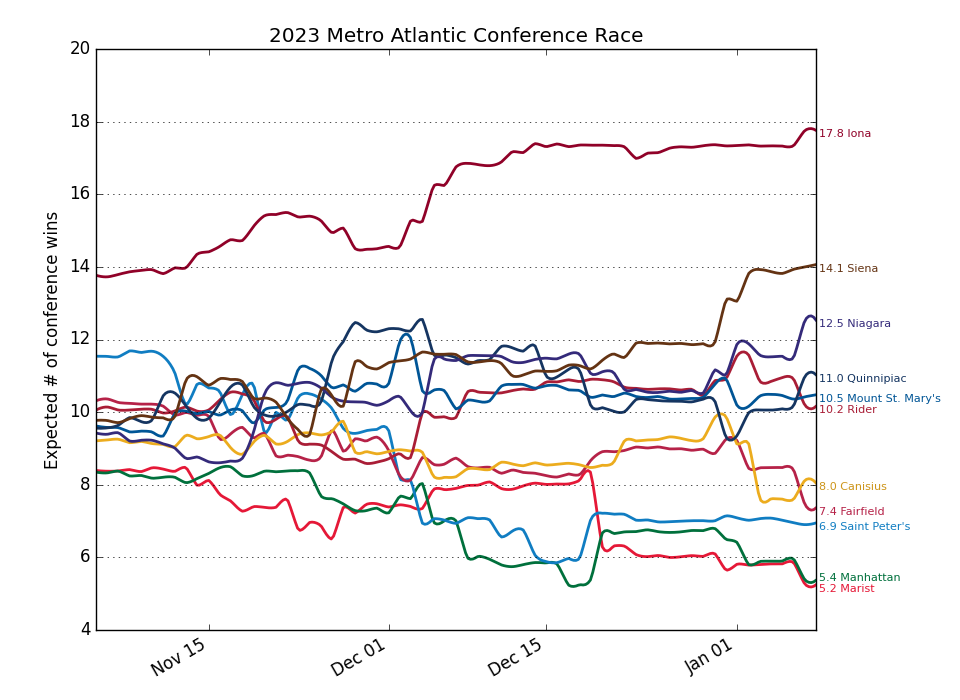 2023 Metro Atlantic Conference Race
Expected # of conference wins
20
18
16
14
12
10
8
6
4
17.8 Iona
14.1 Siena
12.5 Niagara
11.0 Quinnipiac
10.5 Mount St. Mary's
10.2 Rider
8.0 Canisius
7.4 Fairfield
6.9 Saint Peter's
5.4 Manhattan
5.2 Marist
Nov 15
Dec 01
Dec 15
Jan 01